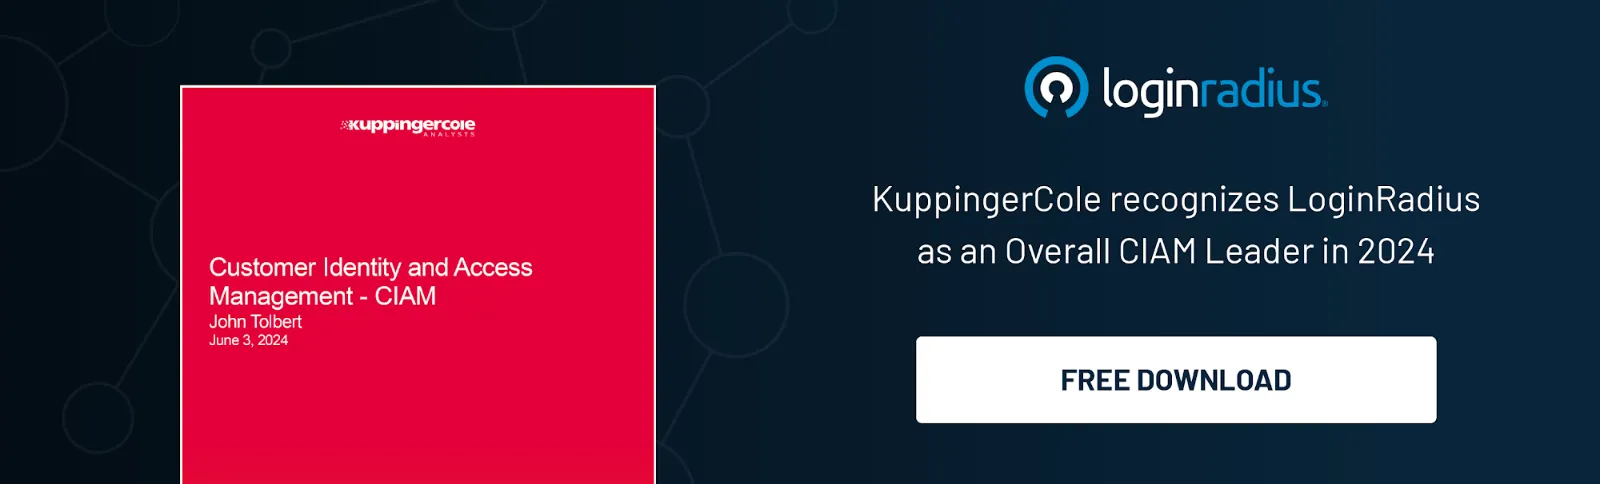 kuppingercole
ANALYSTS
Customer Identity and Access
Management - CIAM
John Tolbert
June 3, 2024
loginradius®
KuppingerCole recognizes LoginRadius
as an Overall CIAM Leader in 2024
FREE DOWNLOAD